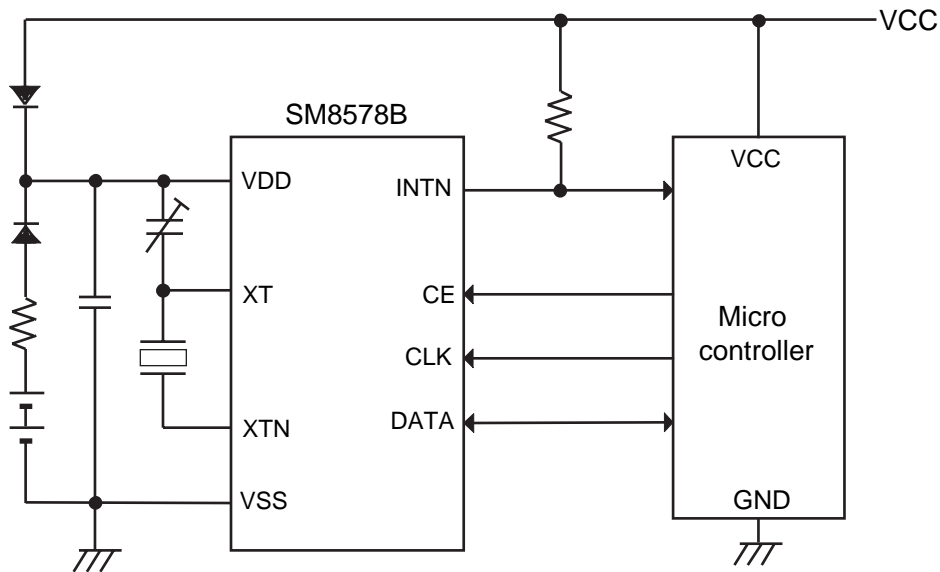 VCC
SM8578B
VDD
INTN
VCC
XT
CE
Micro
controller
CLK
XTN
DATA
VSS
GND